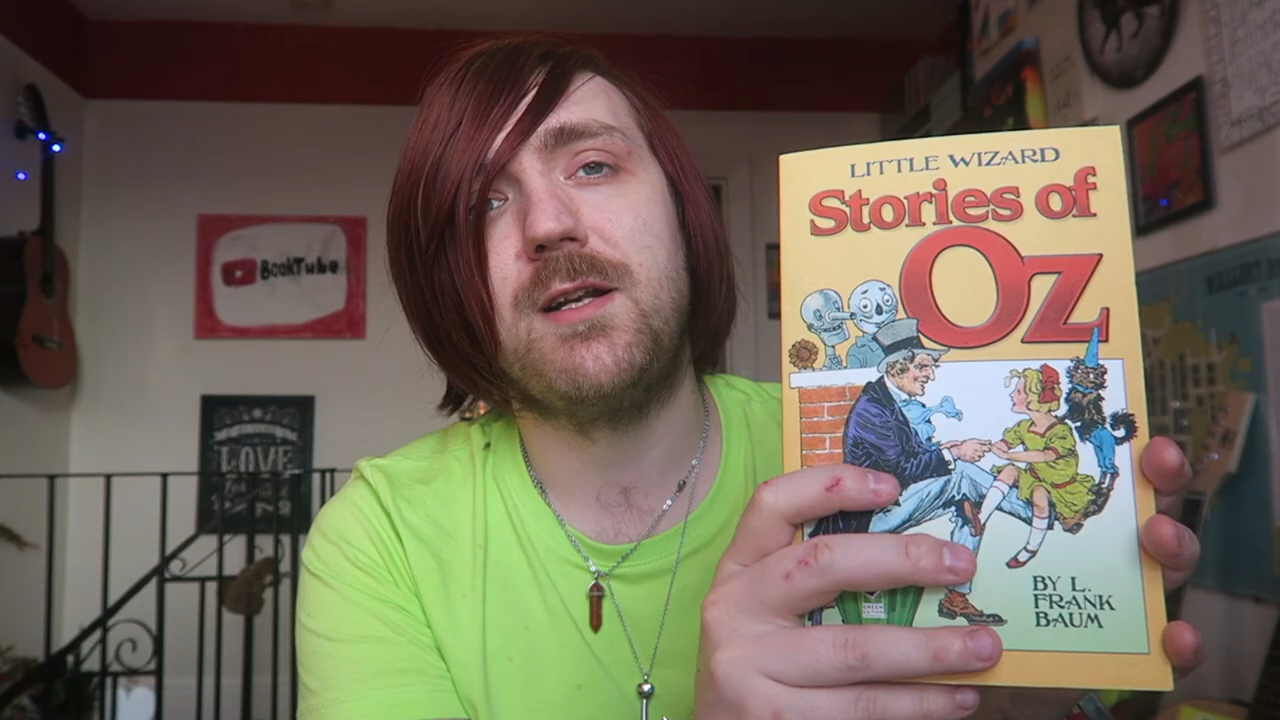 BookTube
LOVE
LITTLE WIZARD
Stories of
Oz
BY L.
FRANK
BAUM